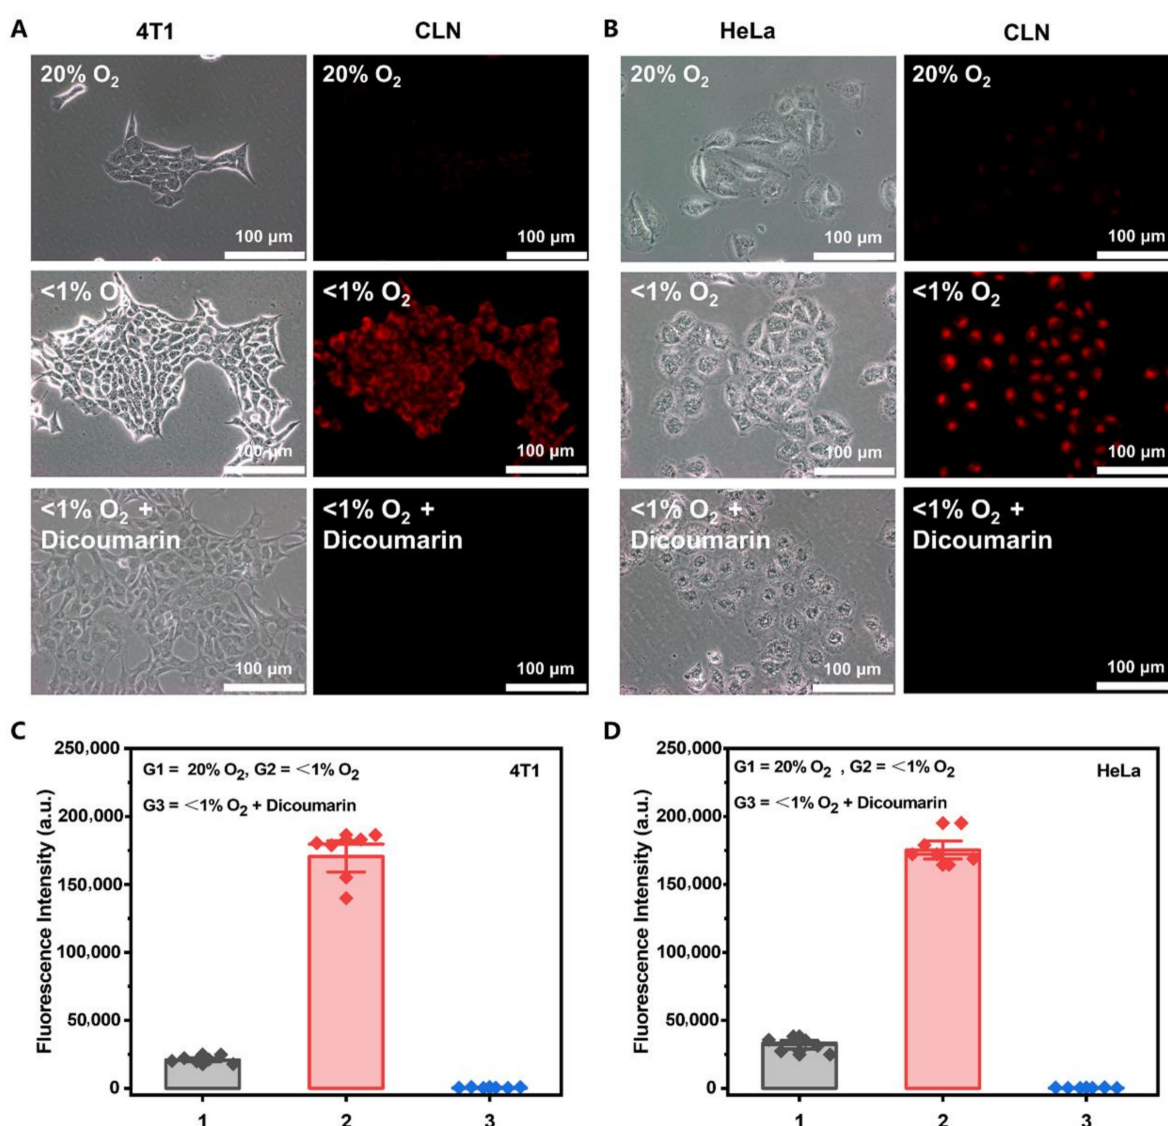 A
4T1
CLN
B
HeLa
CLN
20% O2
100 µm
20% O2
100 µm
20% O2
100 µm
20% O2
100 µm
<1% O
100 µm
<1% O2
100 µm
<1% O2
100 µm
<1% O2
100 µm
<1% O2 +
Dicoumarin
100 µm
<1% O2 +
Dicoumarin
100 µm
<1% O2 +
Dicoumarin
100 µm
<1% O2 +
Dicoumarin
100 µm
C
Fluorescence Intensity (a.u.)
250,000
200,000
150,000
100,000
50,000
0
G1 = 20% O2, G2 = <1% O2
4T1
G3 = <1% O2 + Dicoumarin
1 2 3
D
Fluorescence Intensity (a.u.)
250,000
200,000
150,000
100,000
50,000
0
G1 = 20% O2 , G2 = <1% O2
HeLa
G3 = <1% O2 + Dicoumarin
1 2 3